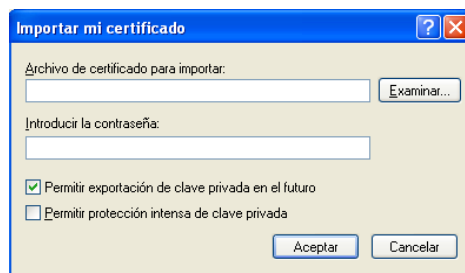 Importar mi certificado
Archivo de certificado para importar:
Examinar...
Introducir la contraseña:
Permitir exportación de clave privada en el futuro
Permitir protección intensa de clave privada
Aceptar Cancelar